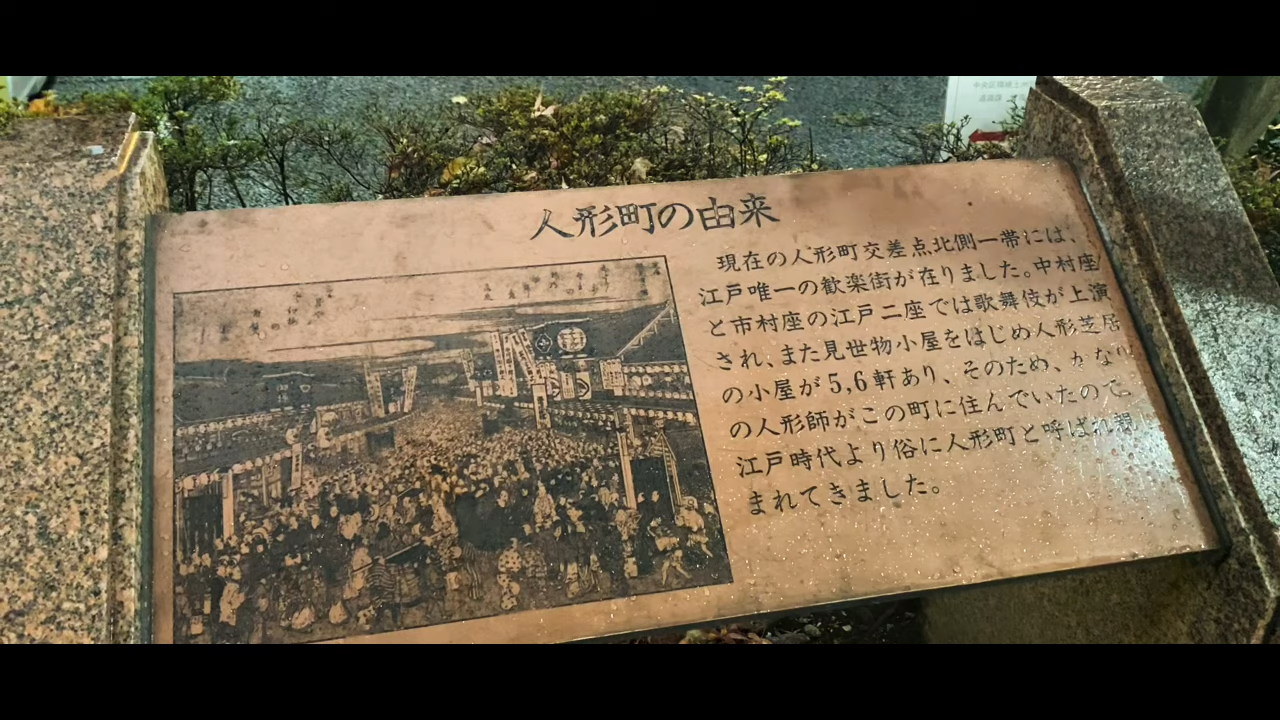 人形町の由来
現在の人形町交差点北側一帯には、
江戸唯一の歓楽街が在りました。中村座
と市村座の江戸二座では歌舞伎が上演
され、また見世物小屋をはじめ人形芝居
の小屋が5,6軒あり、そのため、かなり
の人形師がこの町に住んでいたので、
江戸時代より俗に人形町と呼ばれ親
まれてきました。